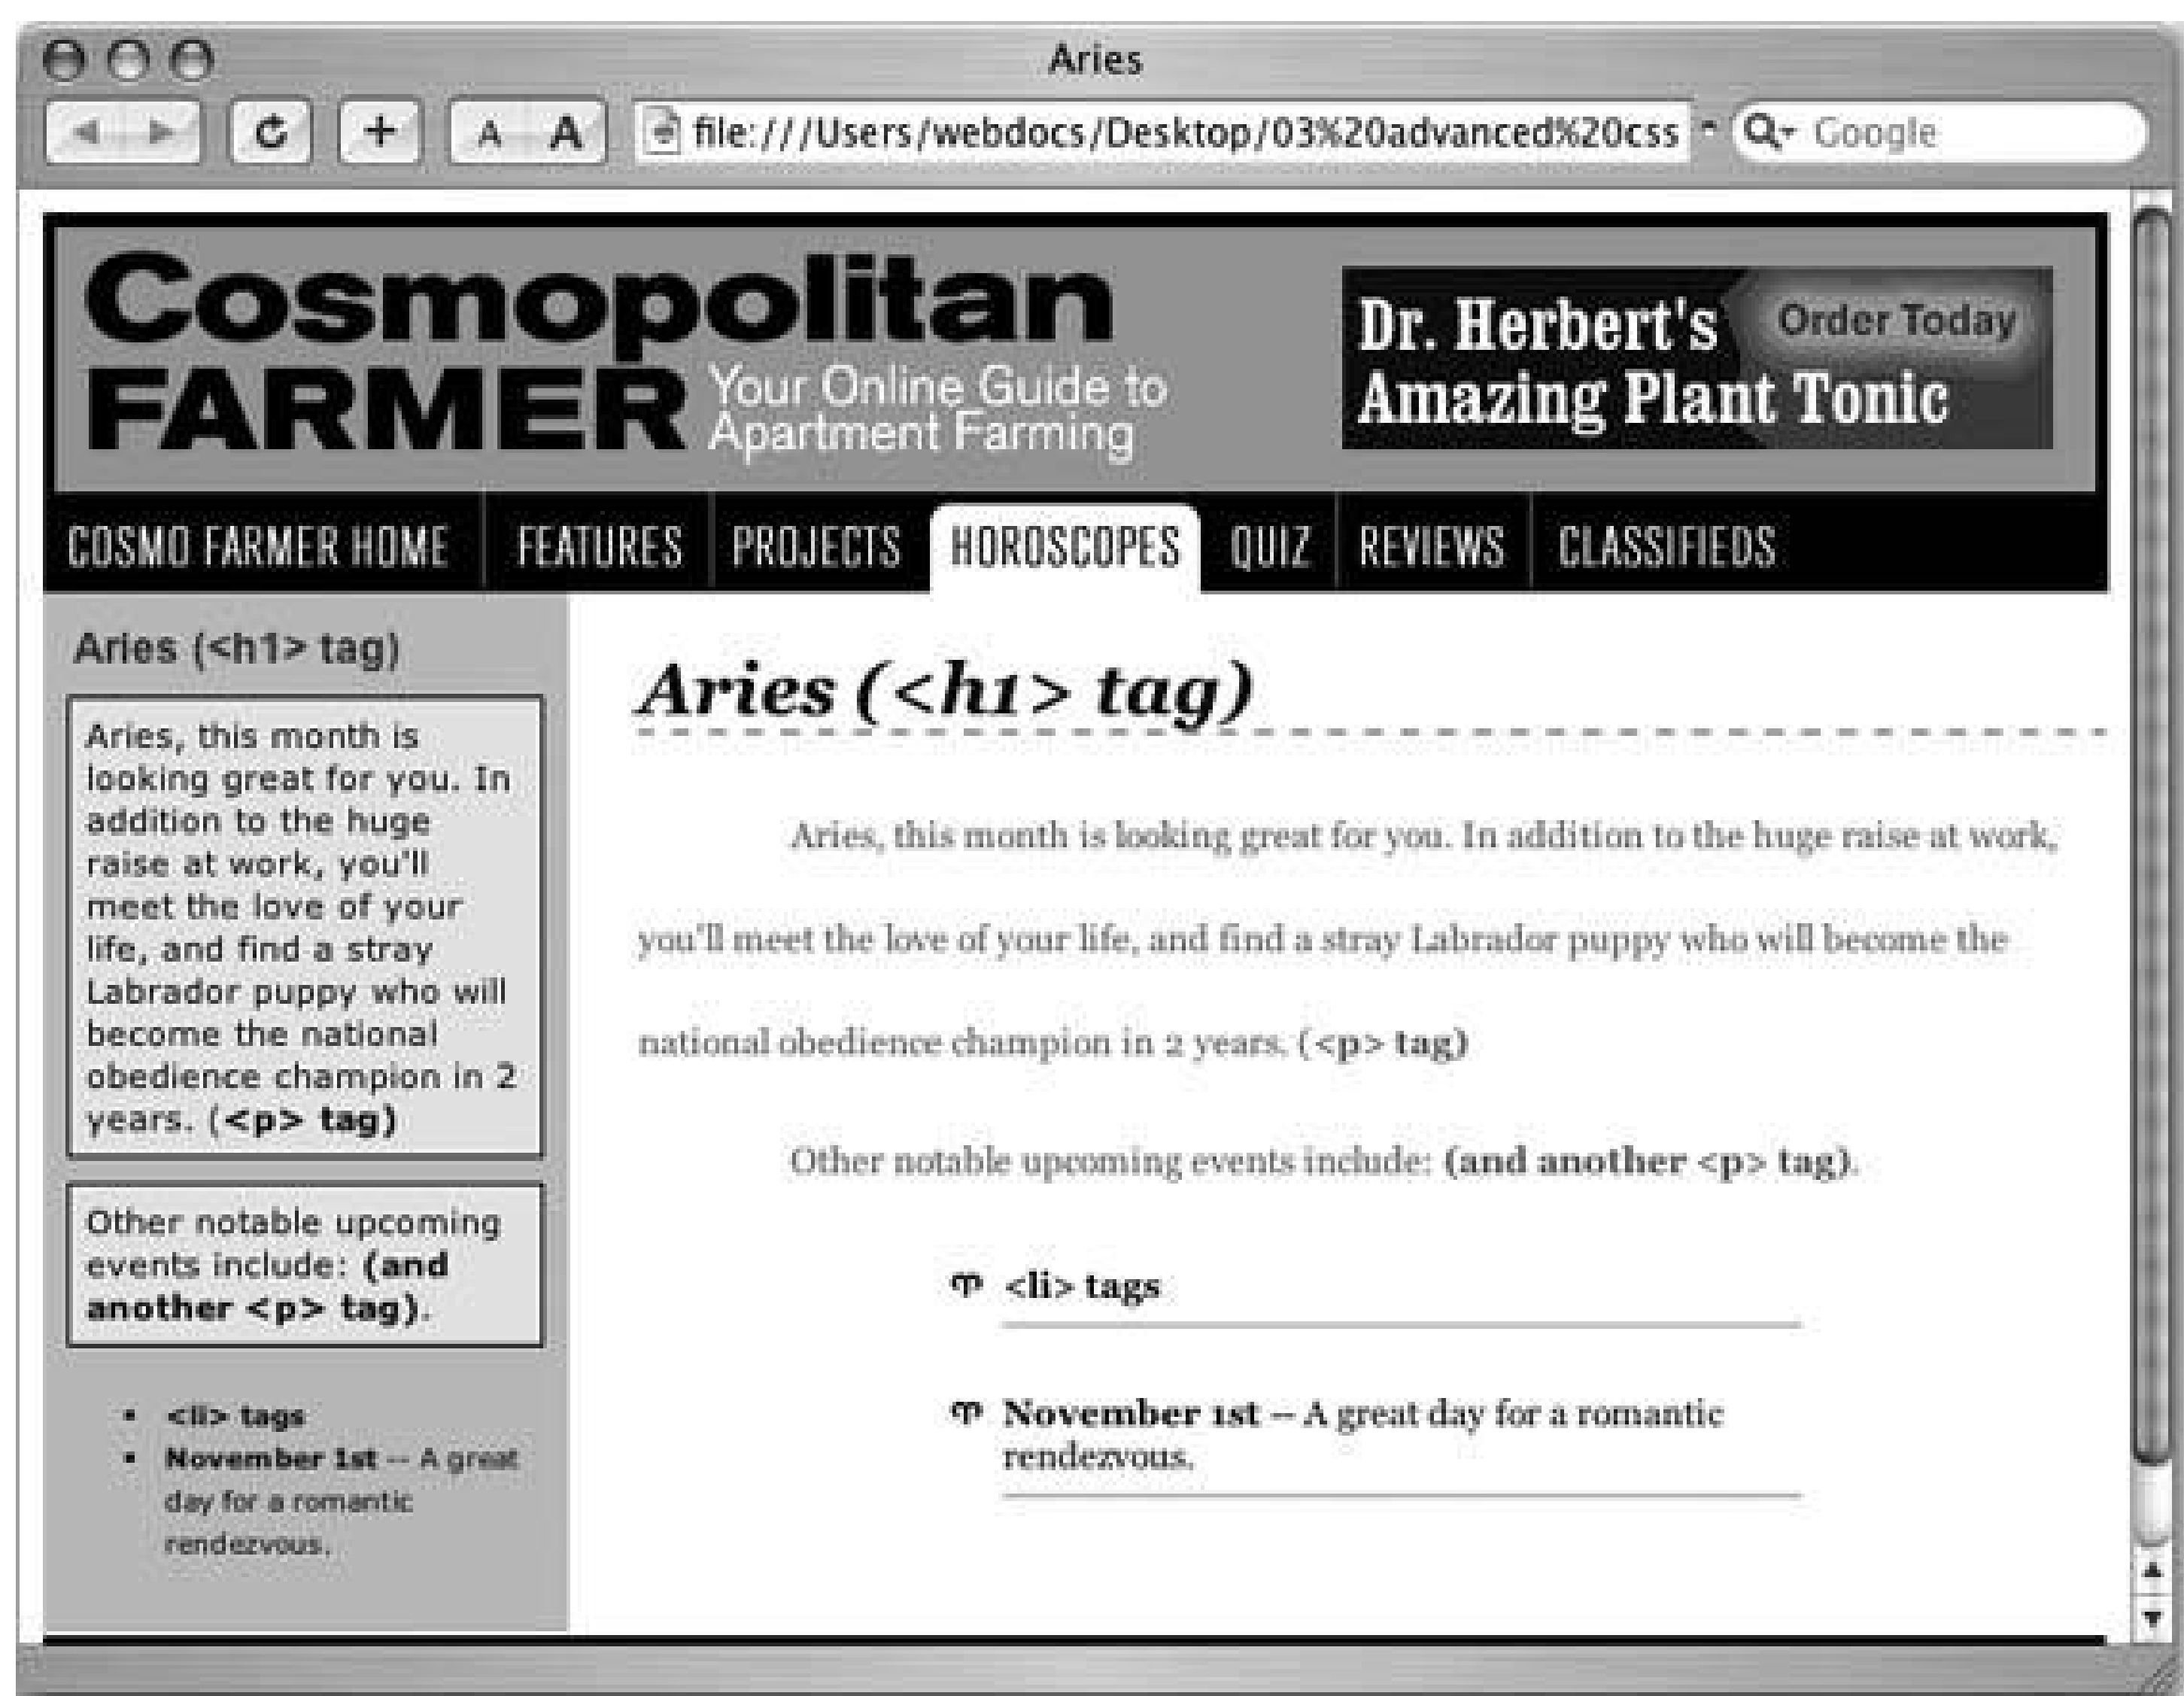 Aries
A A
file:///Users/webdocs/Desktop/03%20advanced%20css
Google
Cosmopolitan
FARMER
Your Online Guide to
Apartment Farming
Dr. Herbert's
Order Today
Amazing Plant Tonic
COSMO FARMER HOME FEATURES PROJECTS HOROSCOPES QUIZ REVIEWS CLASSIFIEDS
Aries (<h1> tag)
Aries, this month is
looking great for you. In
addition to the huge
raise at work, you'll
meet the love of your
life, and find a stray
Labrador puppy who will
become the national
obedience champion in 2
years. (<p> tag)
Other notable upcoming
events include: (and
another <p> tag).
▪ <li> tags
▪ November 1st -- A great
day for a romantic
rendezvous.
Aries (<h1> tag)
Aries, this month is looking great for you. In addition to the huge raise at work,
you'll meet the love of your life, and find a stray Labrador puppy who will become the
national obedience champion in 2 years. (<p> tag)
Other notable upcoming events include: (and another <p> tag).
♈ <li> tags
♈ November 1st -- A great day for a romantic
rendezvous.